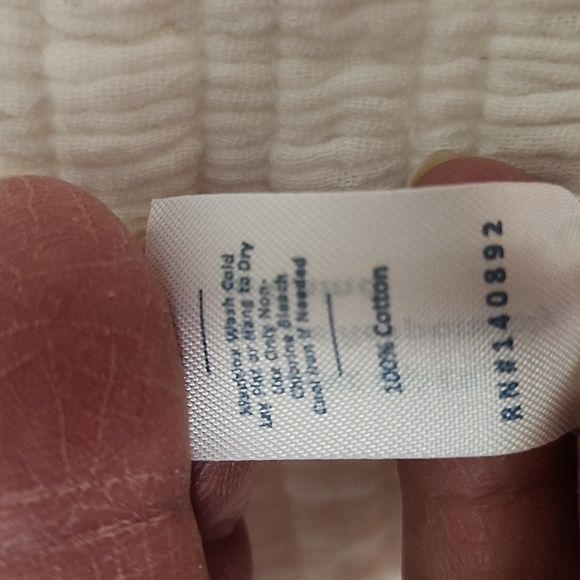 Machine Wash Cold
Lay Flat or Hang to Dry
Use Only Non-
Chlorine Bleach
Cool Iron if Needed
100% Cotton
RN#140892